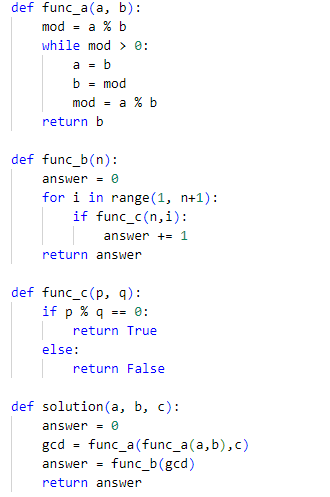 def func_a(a, b):
    mod = a % b
    while mod > 0:
        a = b
        b = mod
        mod = a % b
    return b

def func_b(n):
    answer = 0
    for i in range(1, n+1):
        if func_c(n,i):
            answer += 1
    return answer

def func_c(p, q):
    if p % q == 0:
        return True
    else:
        return False

def solution(a, b, c):
    answer = 0
    gcd = func_a(func_a(a,b),c)
    answer = func_b(gcd)
    return answer